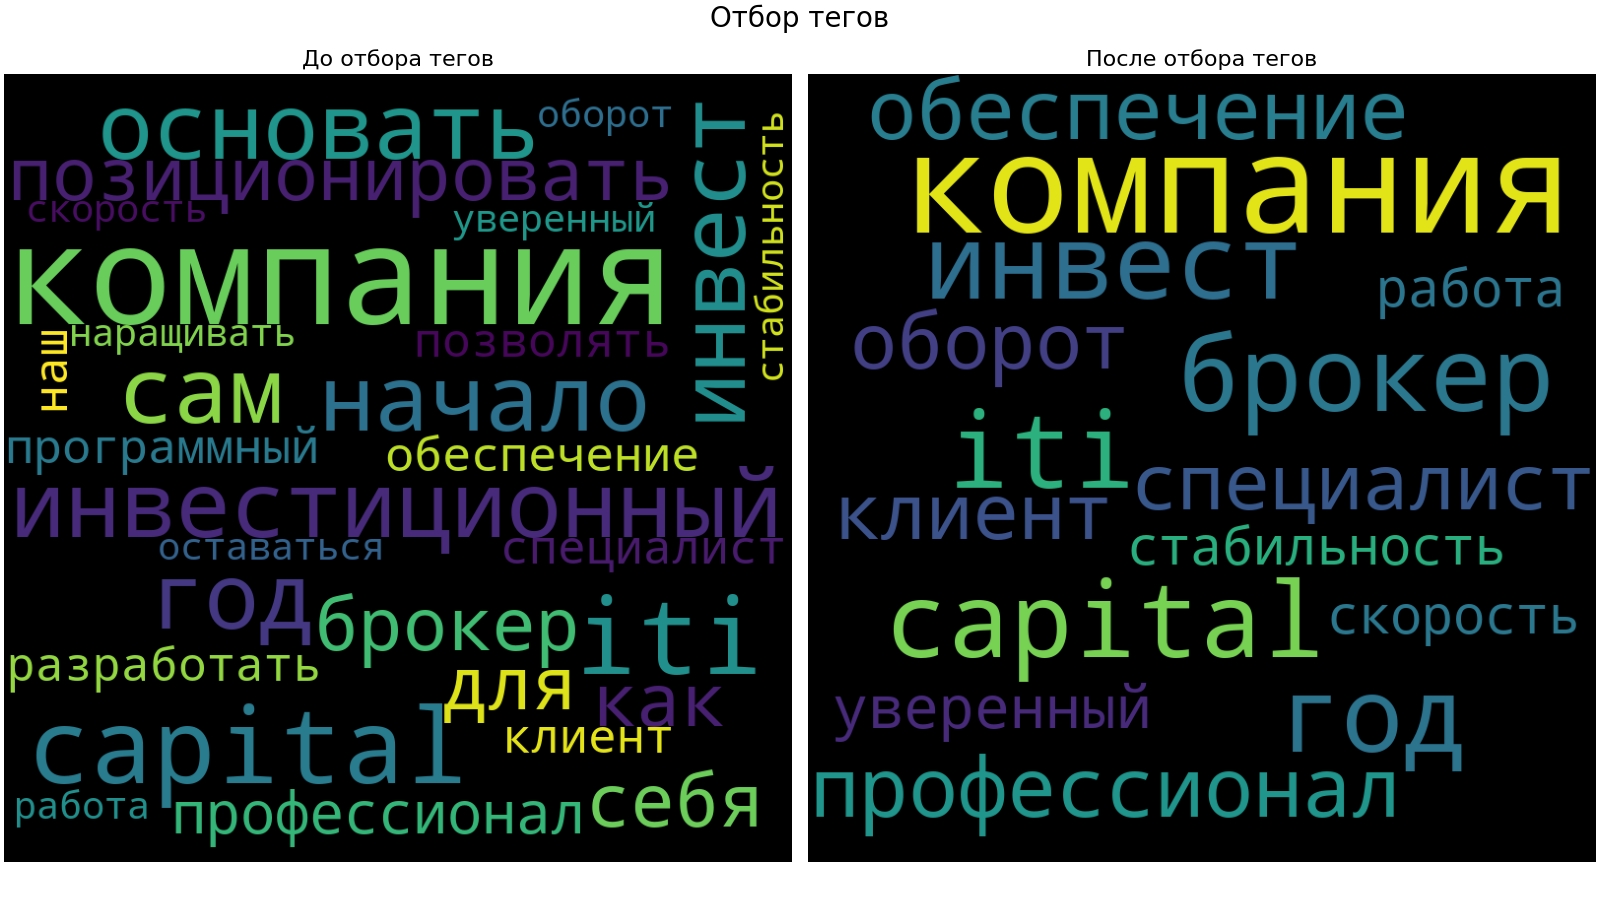 Отбор тегов
До отбора тегов
основать
оборот
позиционировать
скорость
уверенный
инвест
стабильность
компания
наш
наращивать
позволять
сам
начало
программный
обеспечение
инвестиционный
оставаться
специалист
год
брокер
iti
разработать
для
как
capital
клиент
работа
профессионал
себя
После отбора тегов
обеспечение
компания
инвест
работа
оборот
брокер
iti
специалист
клиент
стабильность
capital
скорость
уверенный
год
профессионал